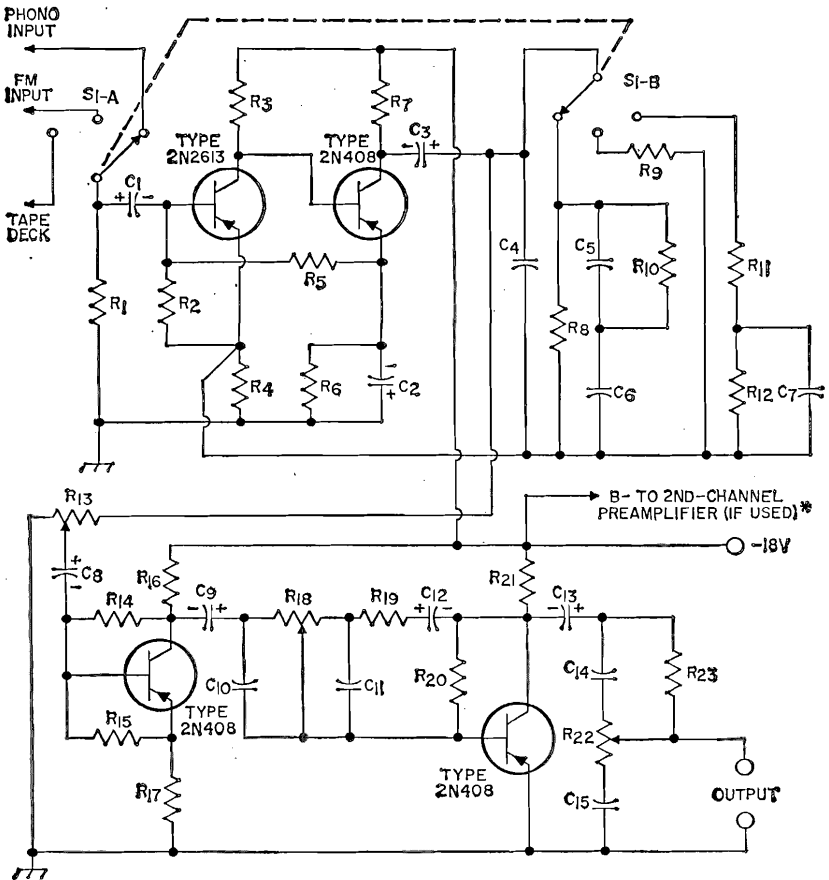 PHONO
INPUT
FM
INPUT
S1-A
S1-B
TAPE
DECK
R3
R7
C3
TYPE
2N2613
TYPE
2N408
C1
R9
C4
C5
R10
R11
R5
R1
R2
R8
R4
R6
C2
C6
R12
C7
R13
B- TO 2ND-CHANNEL
PREAMPLIFIER (IF USED)*
-18V
C8
R16
C9
R18
R19
C12
R21
C13
R14
C10
C11
R20
C14
R23
R15
TYPE
2N408
R22
TYPE
2N408
R17
C15
OUTPUT